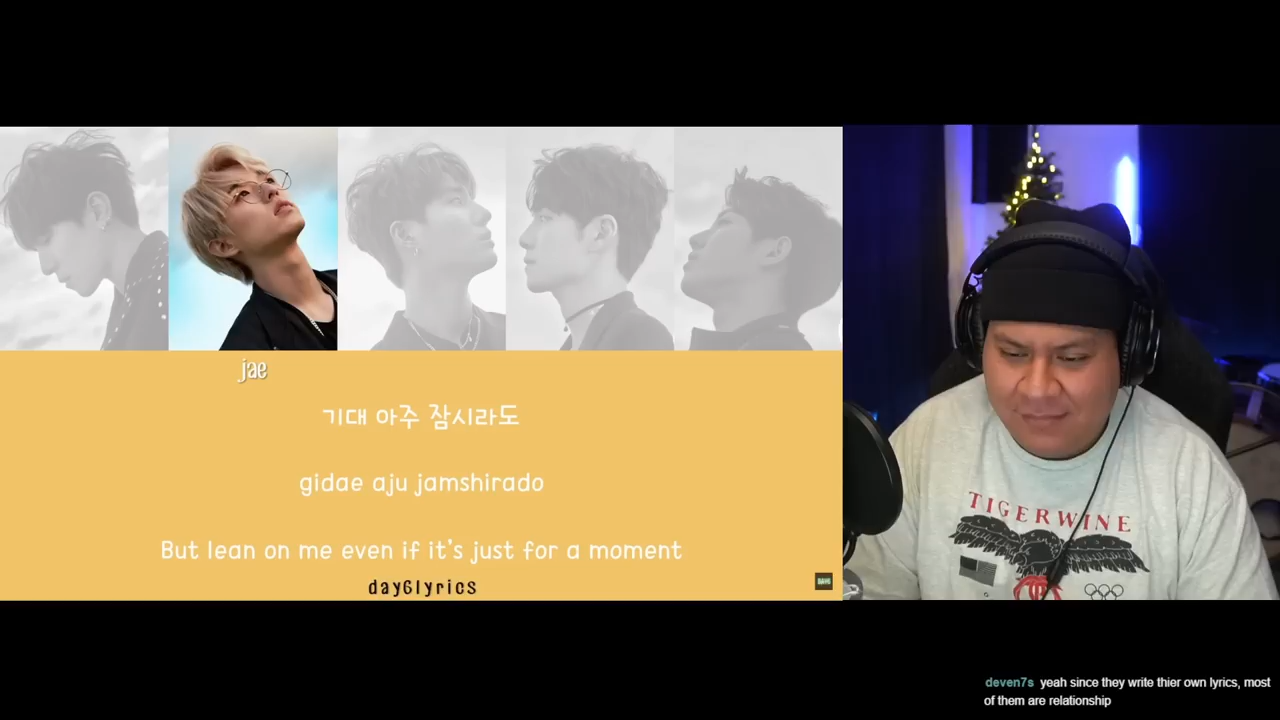 jae
기대 아주 잠시라도
gidae aju jamshirado
But lean on me even if it's just for a moment
day6lyrics
DAY6
TIGERWINE
deven7s yeah since they write thier own lyrics, most
of them are relationship